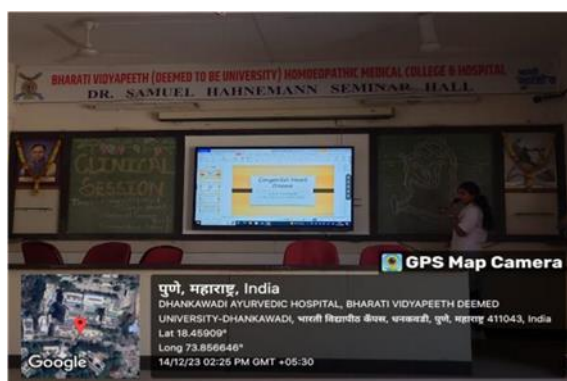 BHARATI VIDYAPEETH (DEEMED TO BE UNIVERSITY) HOMOEOPATHIC MEDICAL COLLEGE & HOSPITAL
DR. SAMUEL HAHNEMANN SEMINAR HALL
CLINICAL
SESSION
Congenital Heart
Disease
GPS Map Camera
पुणे, महाराष्ट्र, India
DHANKAWADI AYURVEDIC HOSPITAL, BHARATI VIDYAPEETH DEEMED
UNIVERSITY-DHANKAWADI, भारती विद्यापीठ कॅंपस, धनकवडी, पुणे, महाराष्ट्र 411043, India
Lat 18.45909°
Long 73.856646°
14/12/23 02:25 PM GMT +05:30
Google